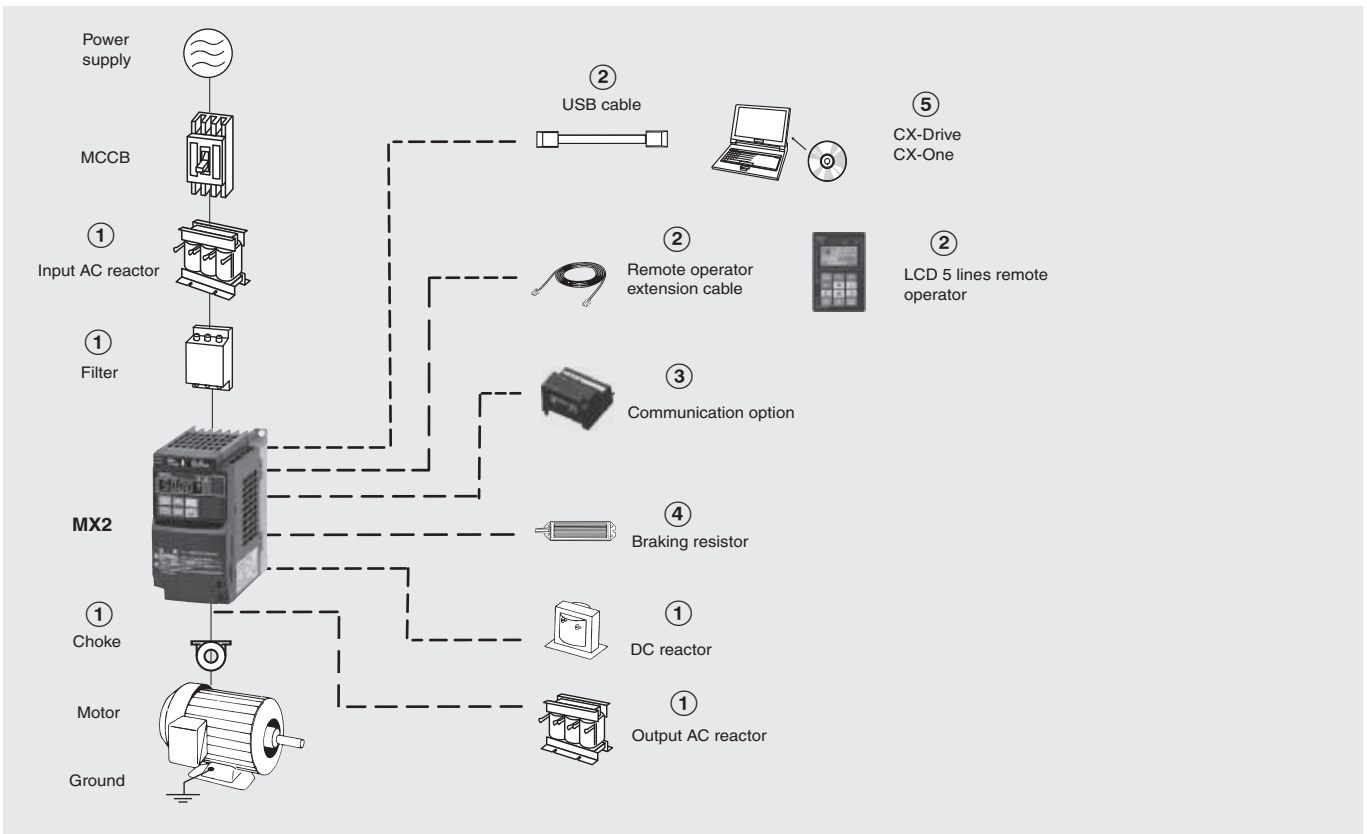 Power
supply
MCCB
1
Input AC reactor
1
Filter
MX2
1
Choke
Motor
Ground
2
USB cable
5
CX-Drive
CX-One
2
Remote operator
extension cable
2
LCD 5 lines remote
operator
3
Communication option
4
Braking resistor
1
DC reactor
1
Output AC reactor